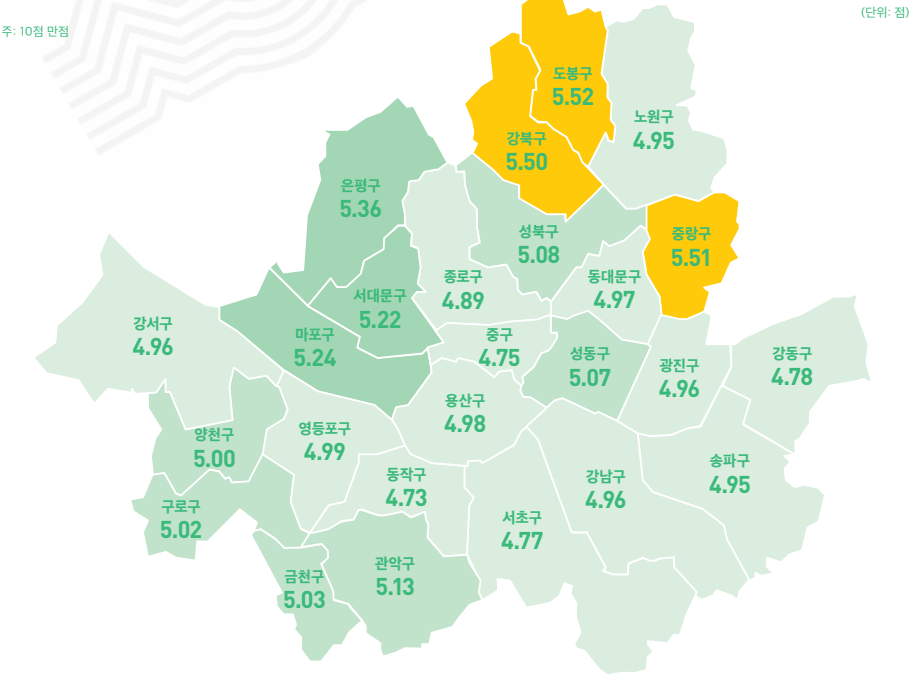 주: 10점 만점
(단위: 점)
도봉구
5.52
노원구
4.95
강북구
5.50
은평구
5.36
성북구
5.08
중랑구
5.51
종로구
4.89
동대문구
4.97
서대문구
5.22
강서구
4.96
마포구
5.24
중구
4.75
성동구
5.07
광진구
4.96
강동구
4.78
용산구
4.98
양천구
5.00
영등포구
4.99
동작구
4.73
강남구
4.96
송파구
4.95
구로구
5.02
서초구
4.77
금천구
5.03
관악구
5.13